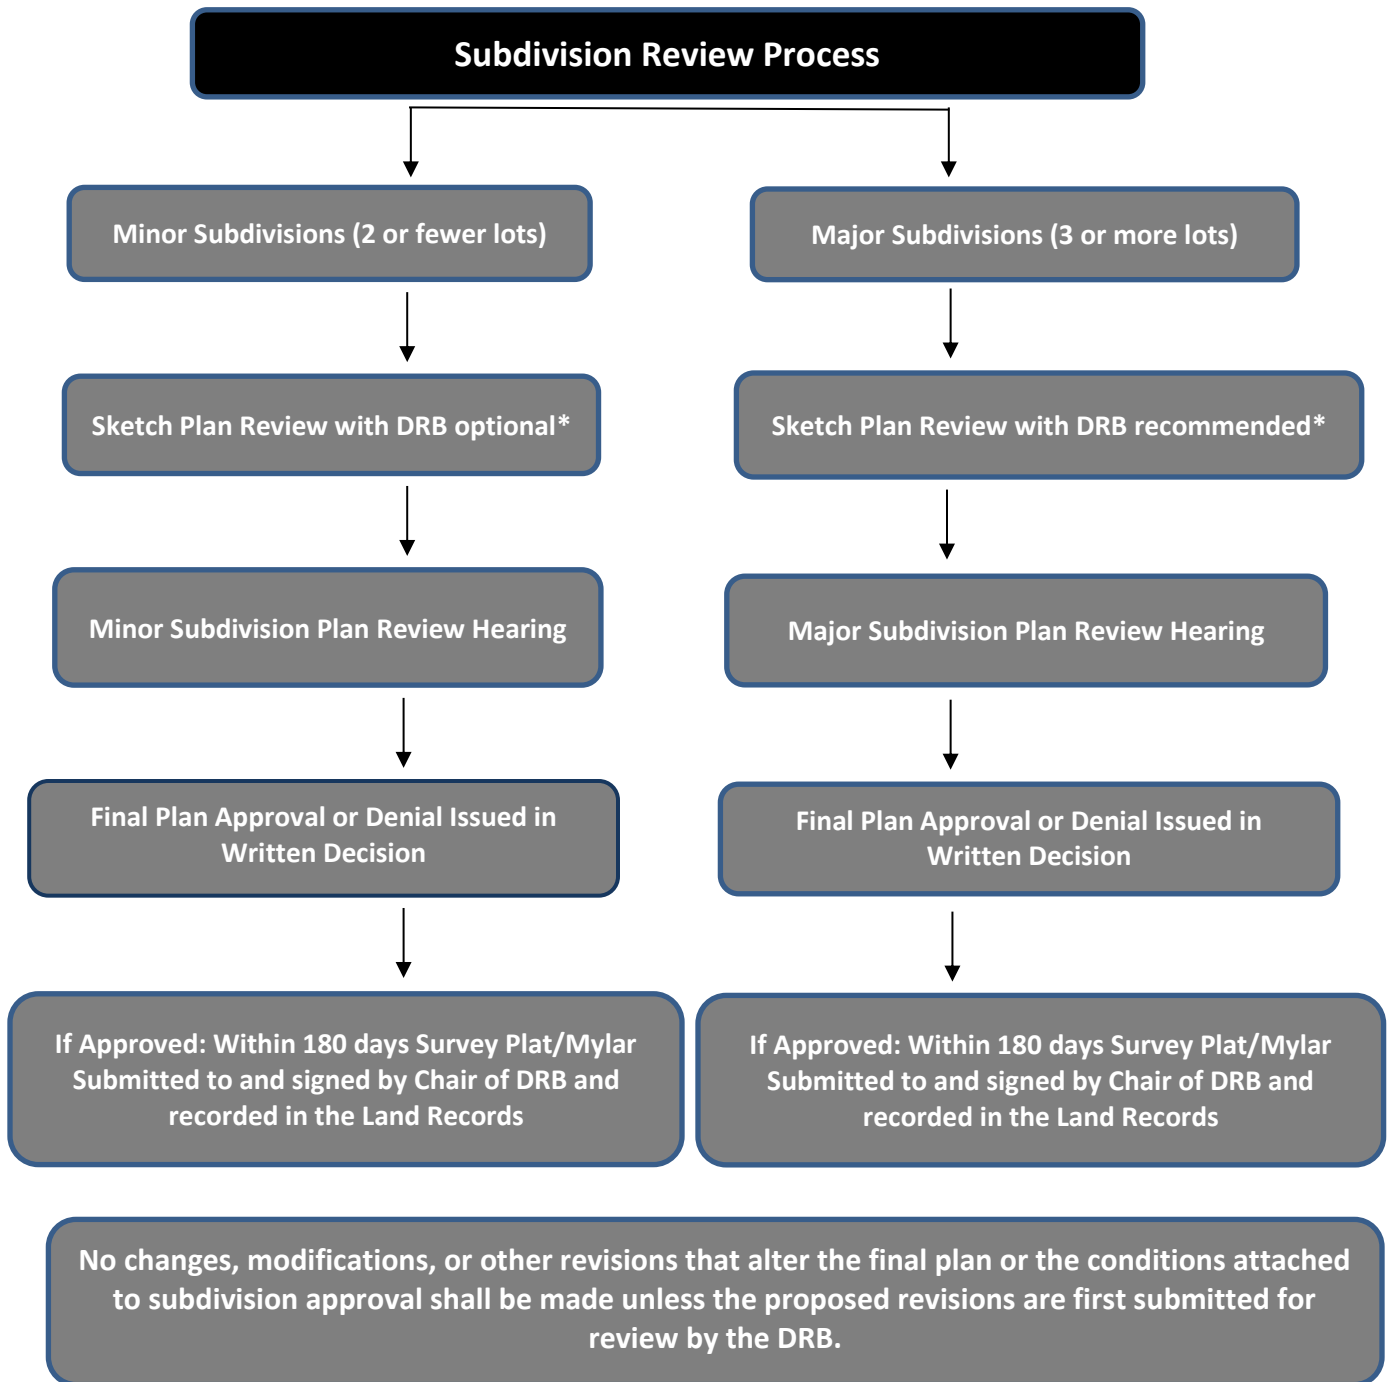 Subdivision Review Process
Minor Subdivisions (2 or fewer lots)
Major Subdivisions (3 or more lots)
Sketch Plan Review with DRB optional*
Sketch Plan Review with DRB recommended*
Minor Subdivision Plan Review Hearing
Major Subdivision Plan Review Hearing
Final Plan Approval or Denial Issued in
Written Decision
Final Plan Approval or Denial Issued in
Written Decision
If Approved: Within 180 days Survey Plat/Mylar
Submitted to and signed by Chair of DRB and
recorded in the Land Records
If Approved: Within 180 days Survey Plat/Mylar
Submitted to and signed by Chair of DRB and
recorded in the Land Records
No changes, modifications, or other revisions that alter the final plan or the conditions attached
to subdivision approval shall be made unless the proposed revisions are first submitted for
review by the DRB.